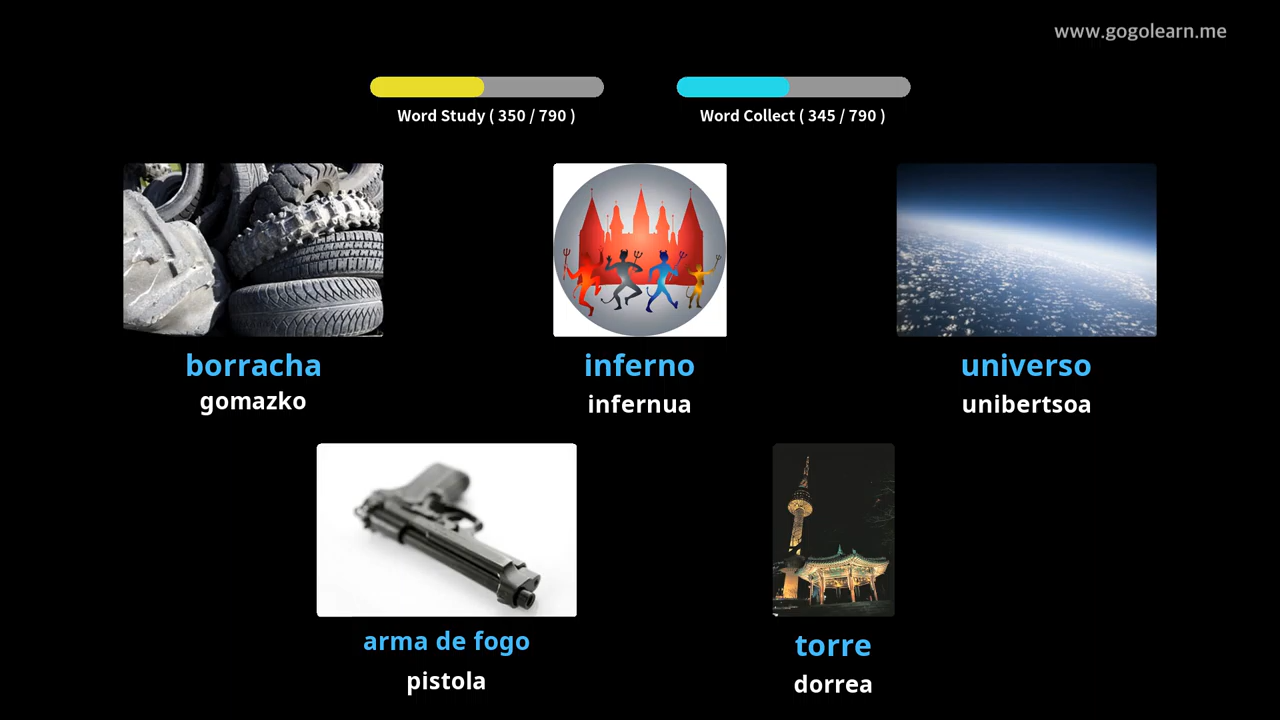 www.gogolearn.me
Word Study ( 350 / 790 )
Word Collect ( 345 / 790 )
borracha
gomazko
inferno
infernua
universo
unibertsoa
arma de fogo
pistola
torre
dorrea